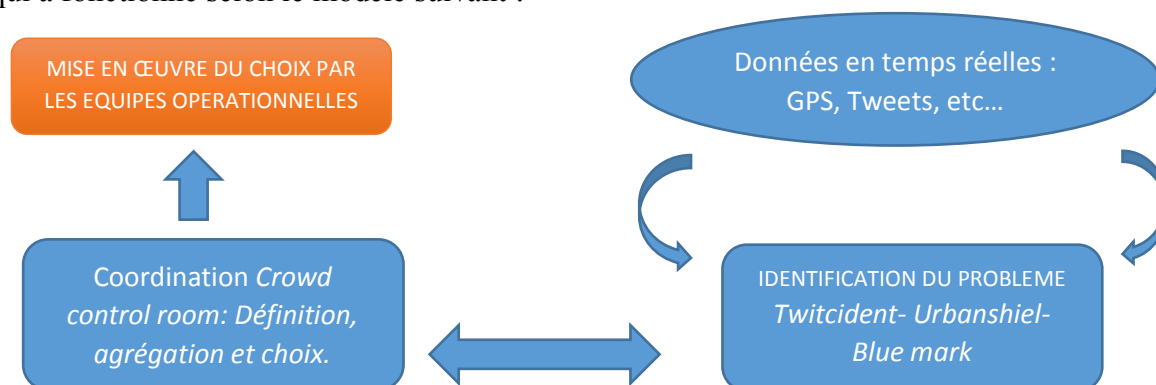 qui a fonctionné selon le modèle suivant :
MISE EN ŒUVRE DU CHOIX PAR
LES EQUIPES OPERATIONNELLES
Données en temps réelles :
GPS, Tweets, etc…
Coordination Crowd
control room: Définition,
agrégation et choix.
IDENTIFICATION DU PROBLEME
Twitcident- Urbanshiel-
Blue mark